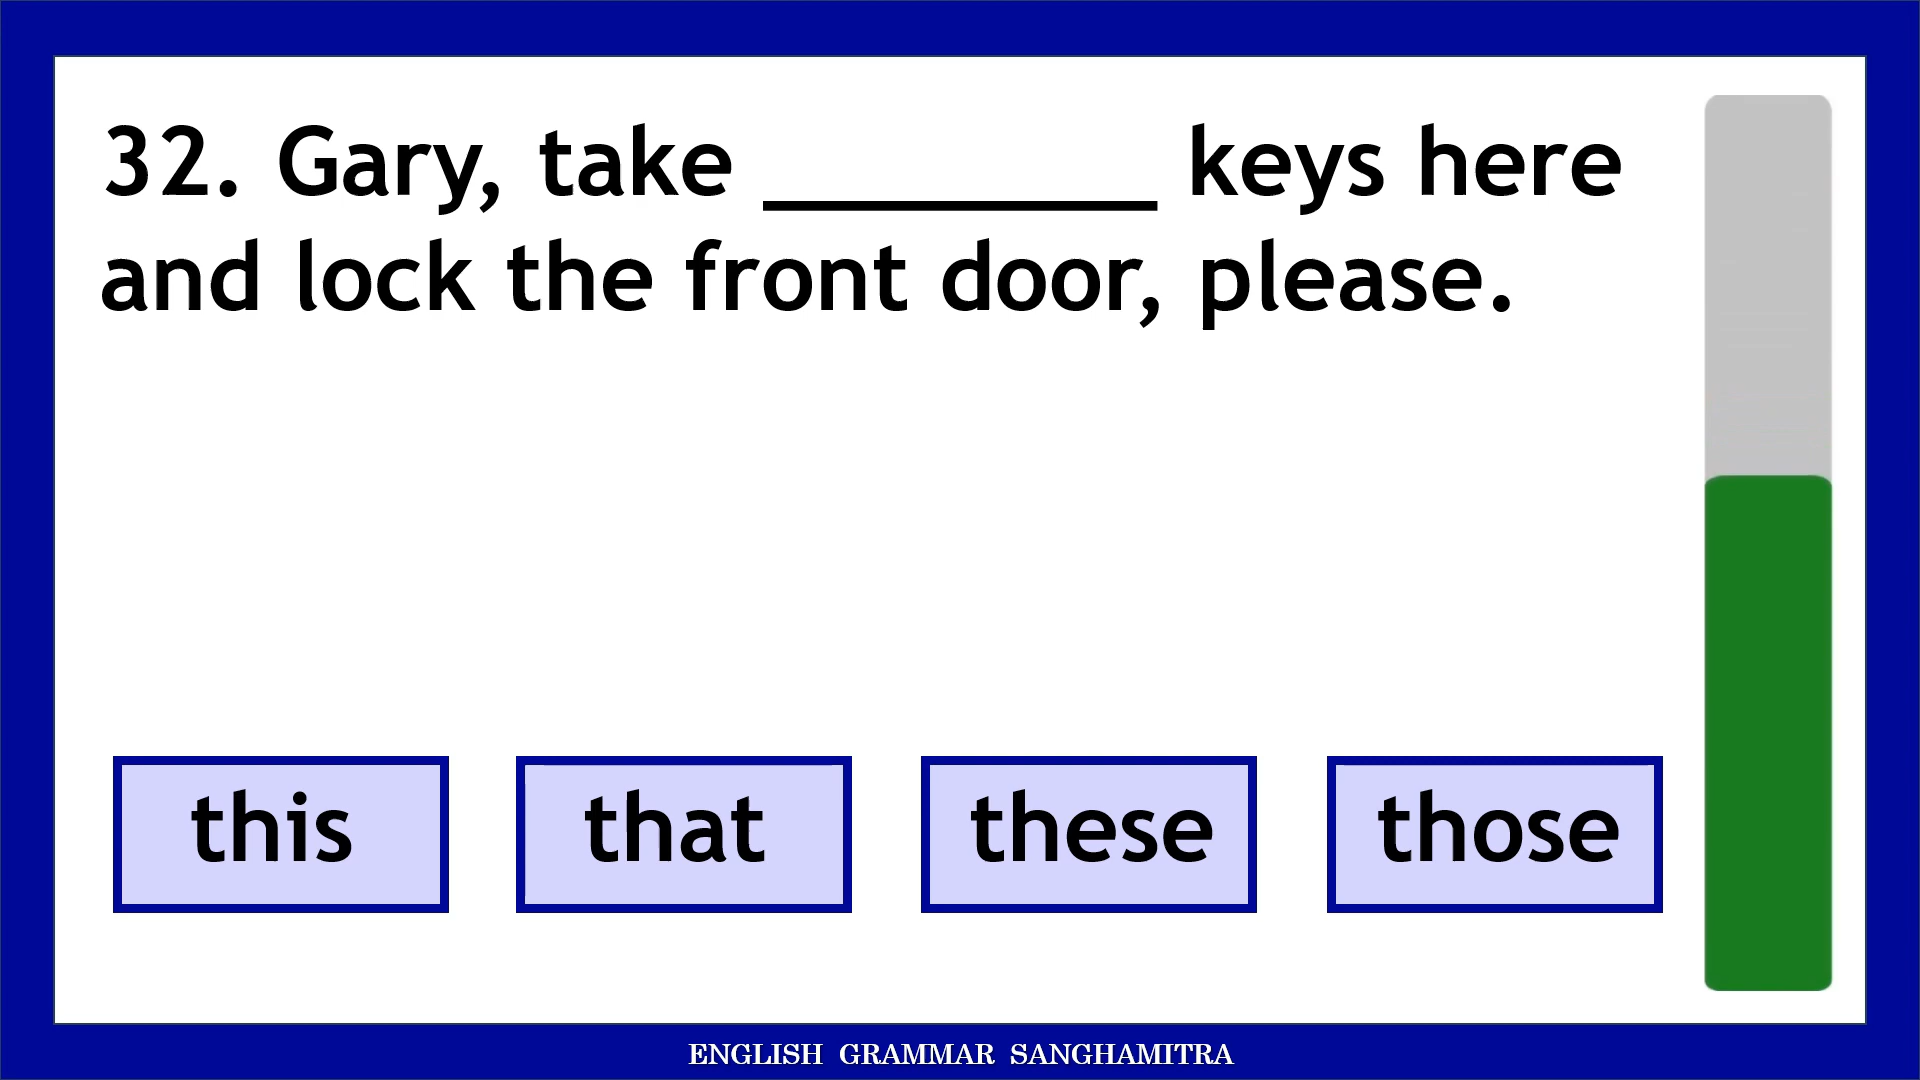 32. Gary, take ________ keys here
and lock the front door, please.
this
that
these
those
ENGLISH GRAMMAR SANGHAMITRA